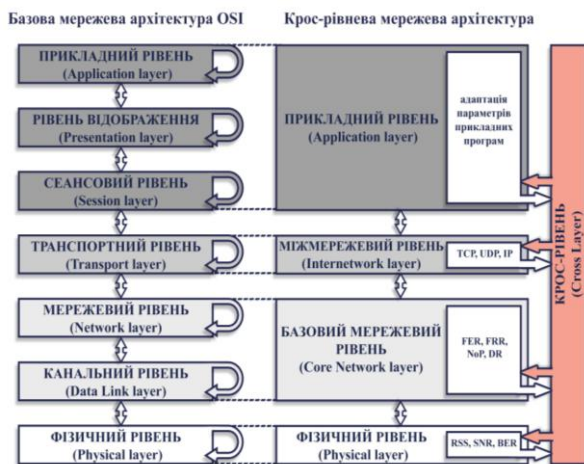 Базова мережева архітектура OSI
Крос-рівнева мережева архітектура
ПРИКЛАДНИЙ РІВЕНЬ
(Application layer)
РІВЕНЬ ВІДОБРАЖЕННЯ
(Presentation layer)
СЕАНСОВИЙ РІВЕНЬ
(Session layer)
ТРАНСПОРТНИЙ РІВЕНЬ
(Transport layer)
МЕРЕЖЕВИЙ РІВЕНЬ
(Network layer)
КАНАЛЬНИЙ РІВЕНЬ
(Data Link layer)
ФІЗИЧНИЙ РІВЕНЬ
(Physical layer)
ПРИКЛАДНИЙ РІВЕНЬ
(Application layer)
адаптація
параметрів
прикладних
програм
МІЖМЕРЕЖЕВИЙ РІВЕНЬ
(Internetwork layer)
TCP, UDP, IP
БАЗОВИЙ МЕРЕЖЕВИЙ
РІВЕНЬ
(Core Network layer)
FER, FRR,
NoP, DR
ФІЗИЧНИЙ РІВЕНЬ
(Physical layer)
RSS, SNR, BER
КРОС-РІВЕНЬ
(Cross Layer)